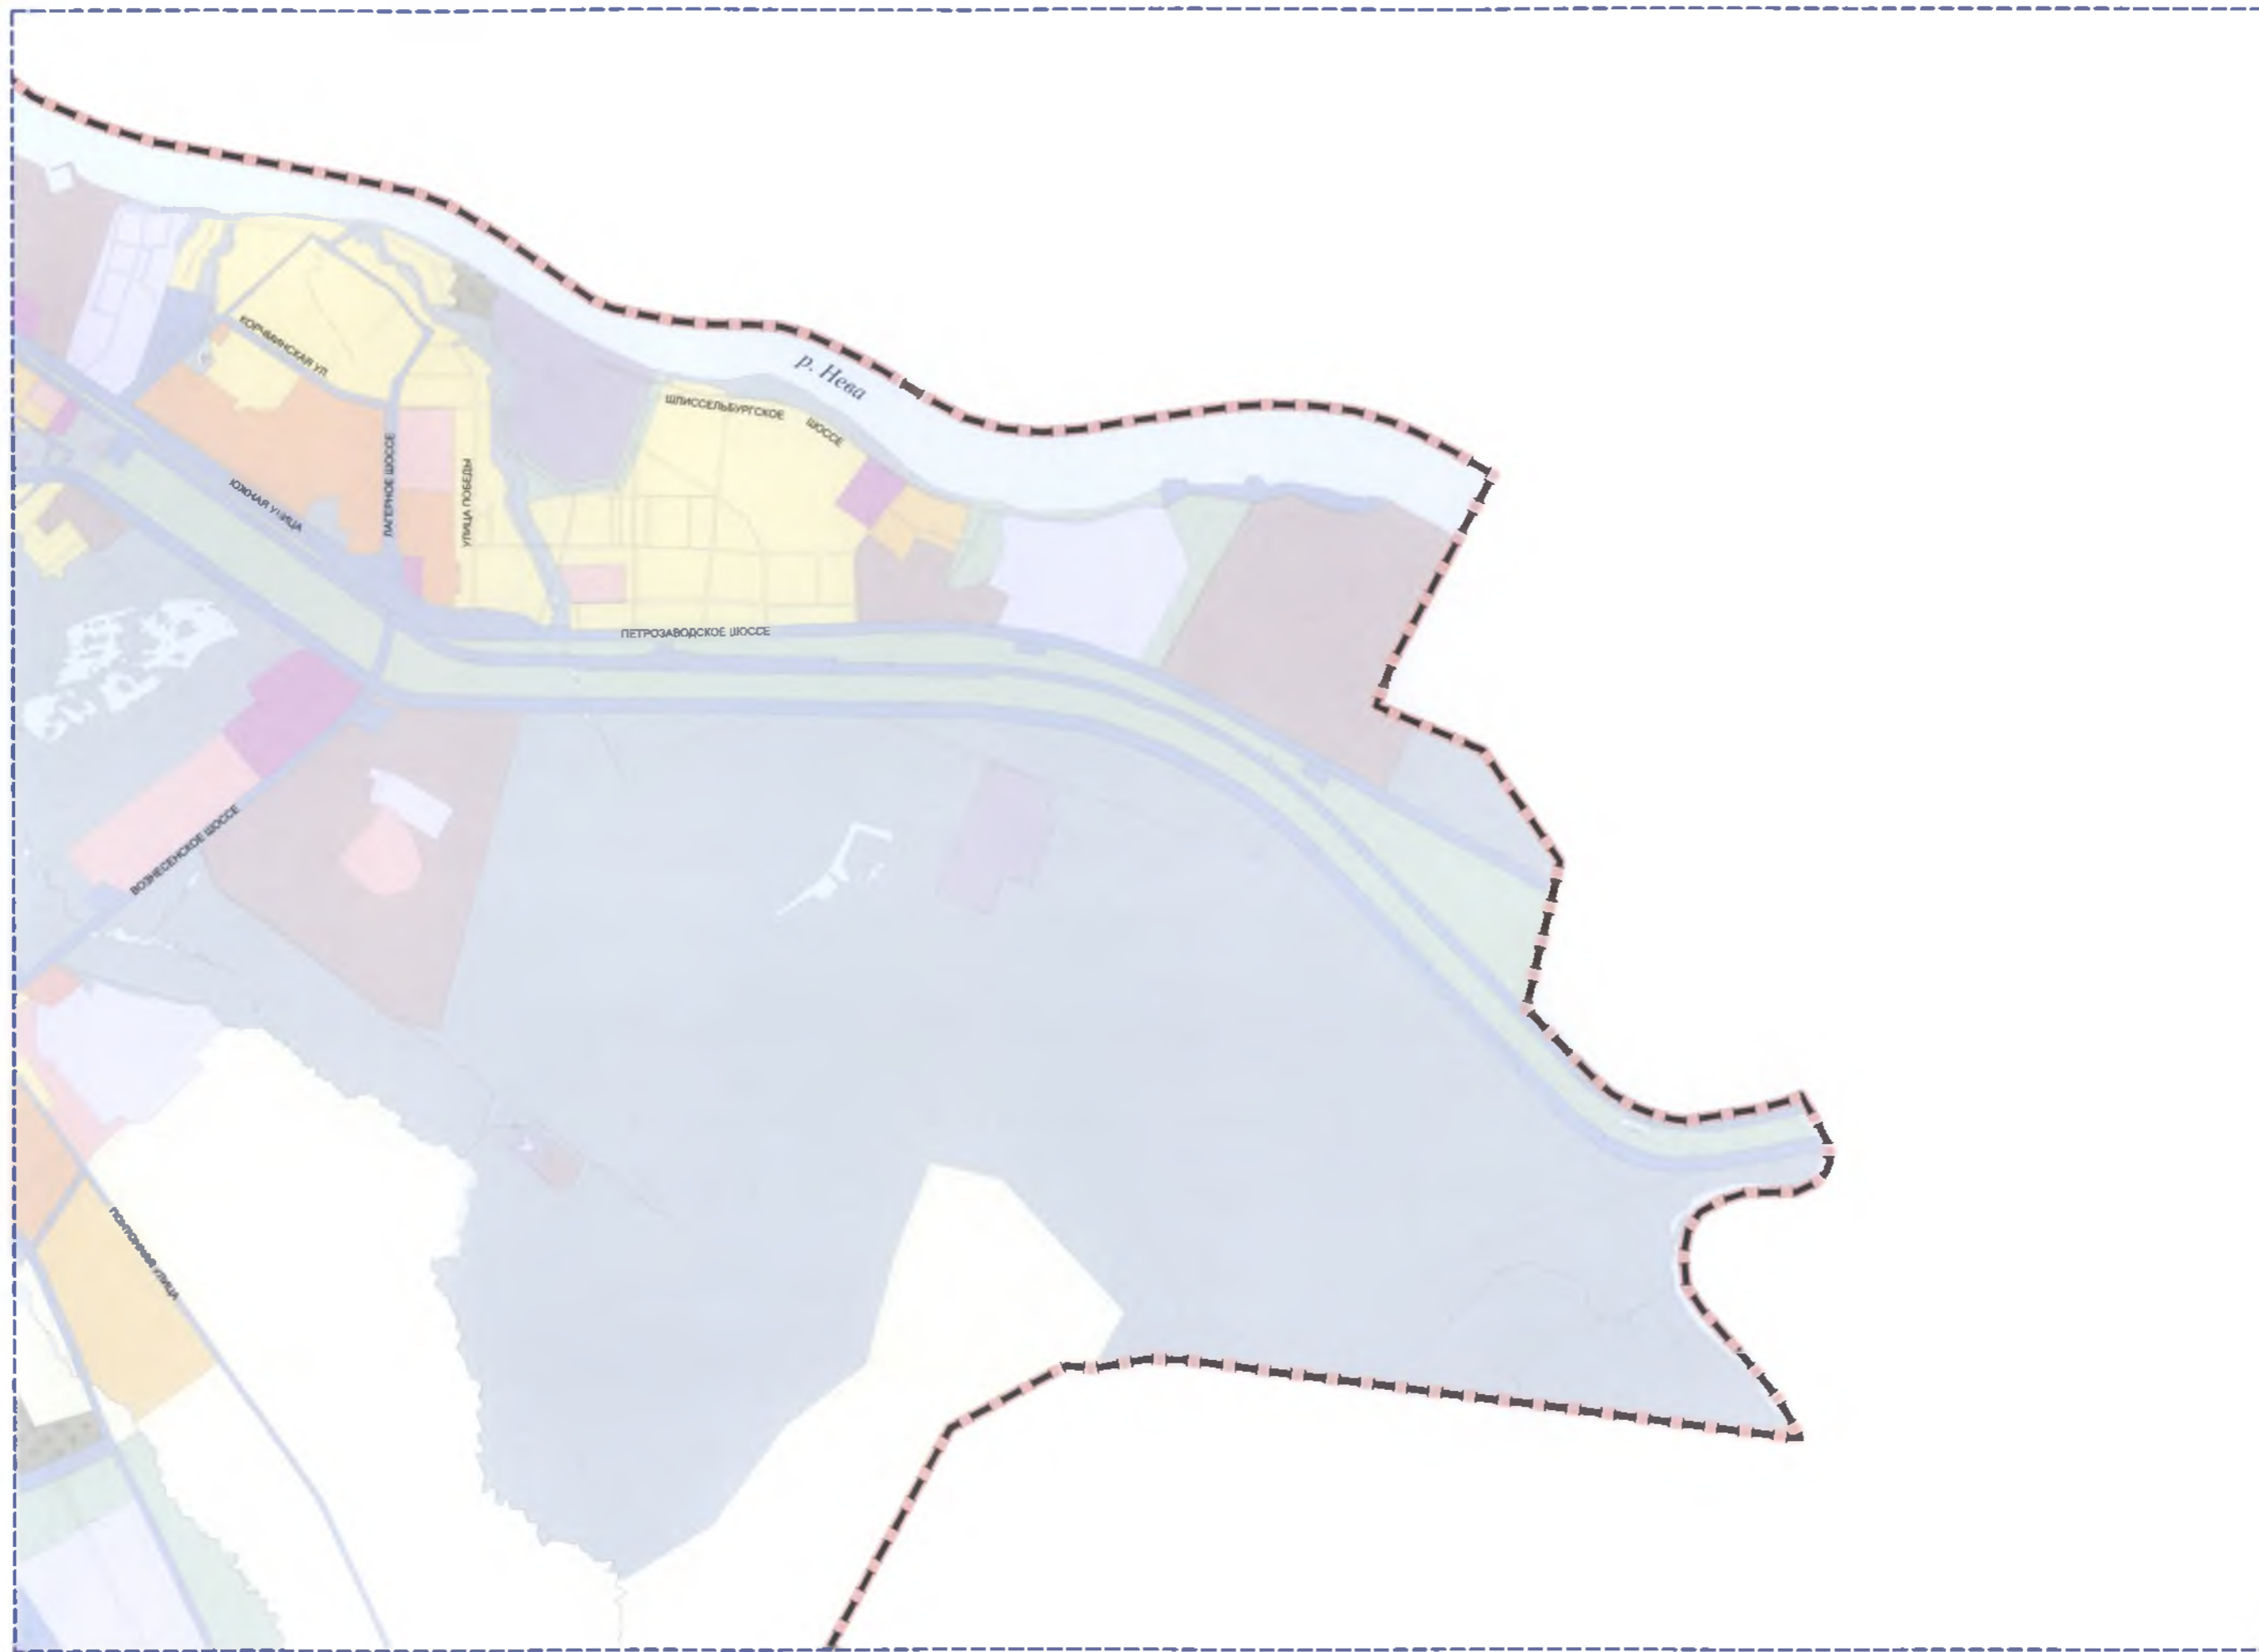 р. Нева
КОРЧМИНСКАЯ УЛ
ШЛИССЕЛЬБУРГСКОЕ ШОССЕ
ЛАГЕРНОЕ ШОССЕ
УЛИЦА ПОБЕДЫ
ЮЖНАЯ УЛИЦА
ПЕТРОЗАВОДСКОЕ ШОССЕ
ВОЗНЕСЕНСКОЕ ШОССЕ
ПОНТОННАЯ УЛИЦА